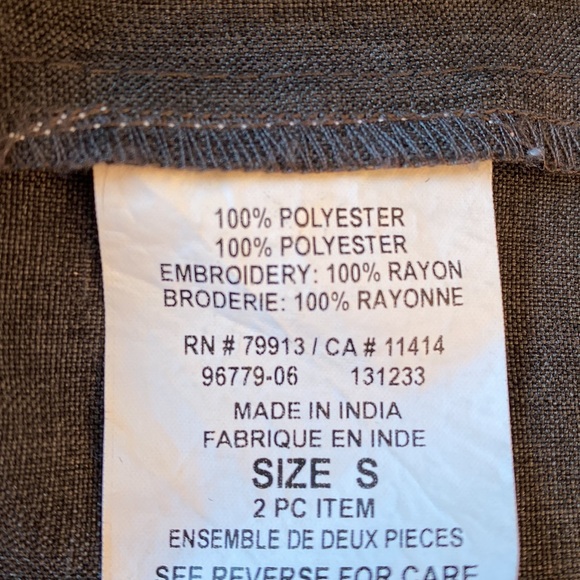 100% POLYESTER
100% POLYESTER
EMBROIDERY: 100% RAYON
BRODERIE: 100% RAYONNE
RN # 79913 / CA # 11414
96779-06 131233
MADE IN INDIA
FABRIQUE EN INDE
SIZE S
2 PC ITEM
ENSEMBLE DE DEUX PIECES
SEE REVERSE FOR CARE